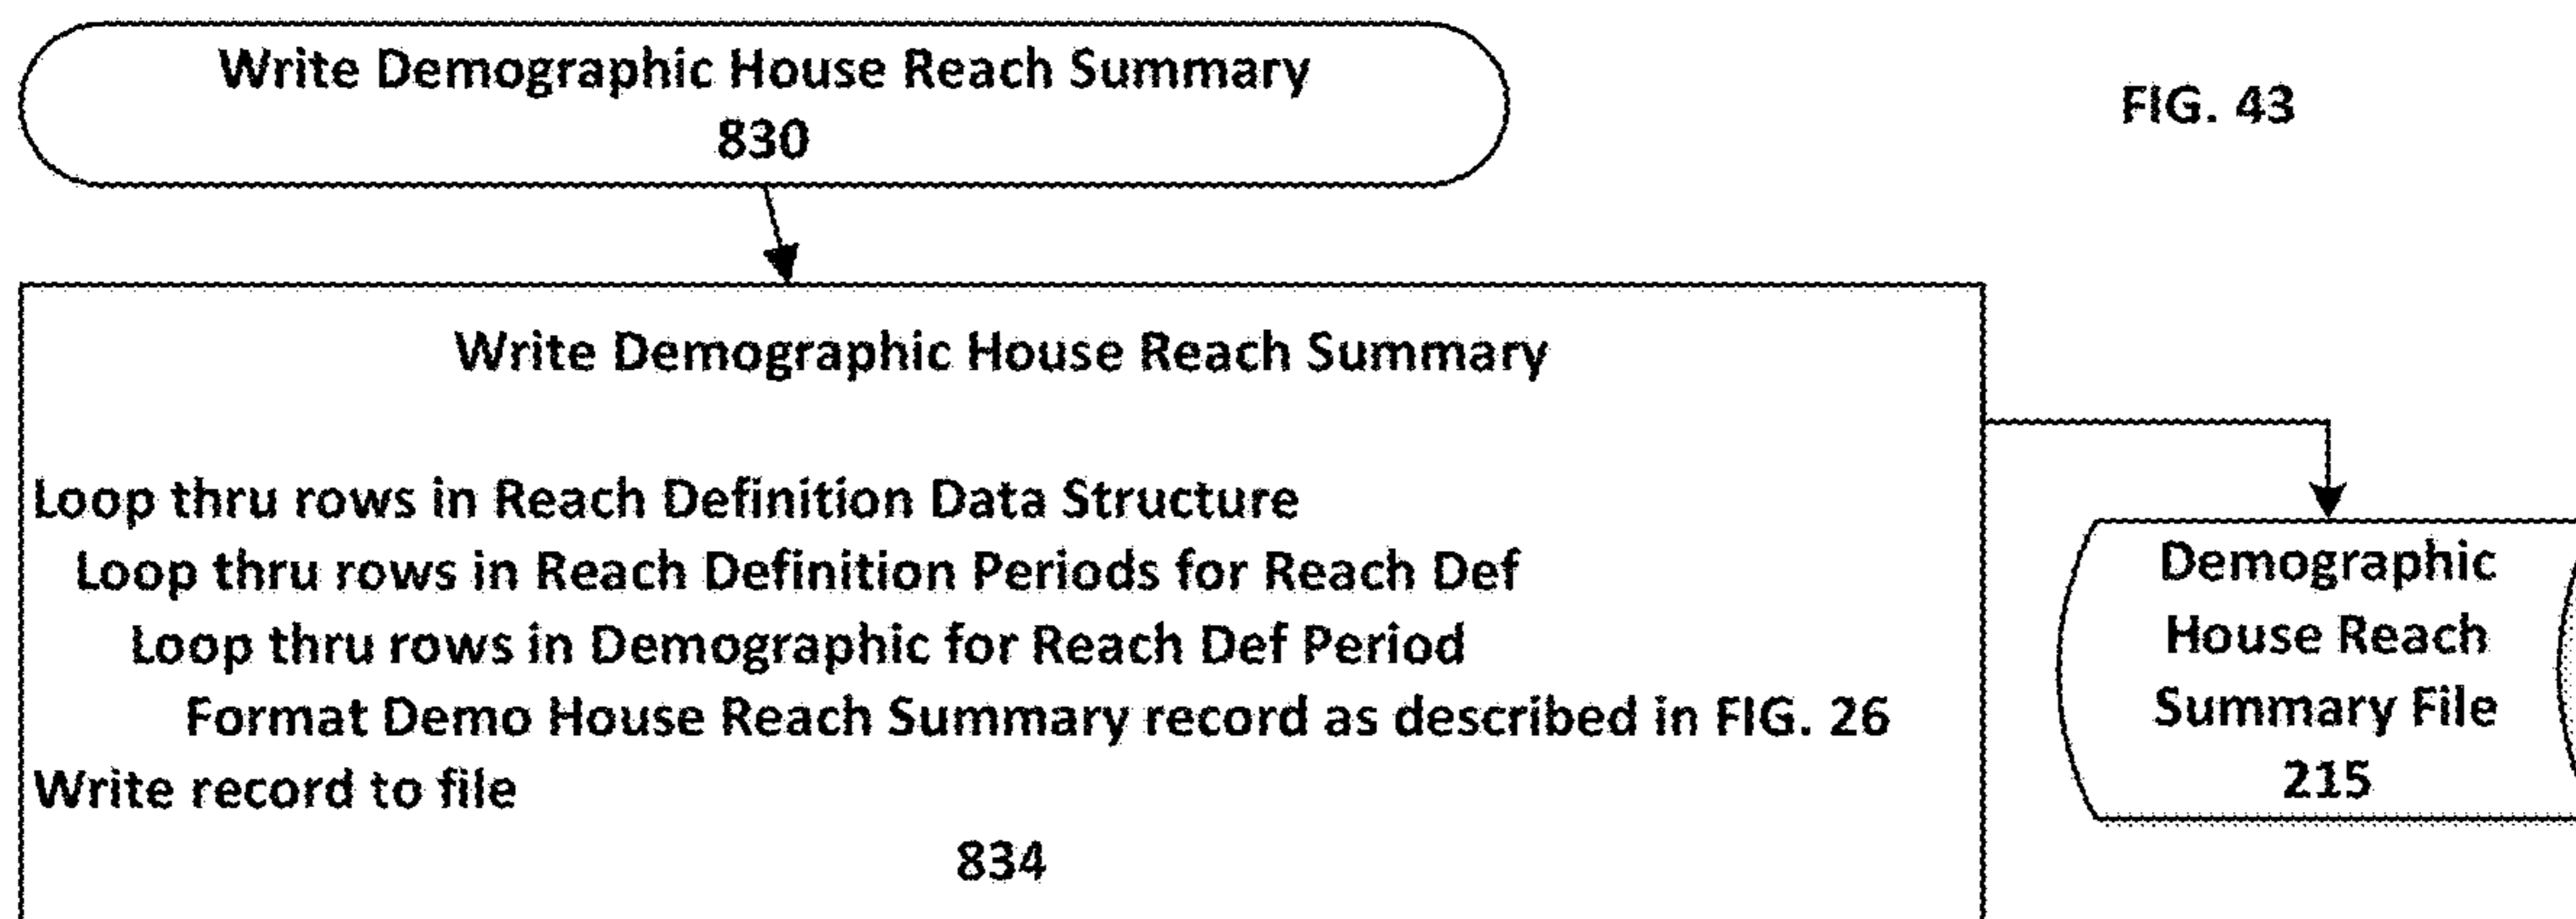 Write Demographic House Reach Summary
830
FIG. 43
Write Demographic House Reach Summary
Loop thru rows in Reach Definition Data Structure
Loop thru rows in Reach Definition Periods for Reach Def
Loop thru rows in Demographic for Reach Def Period
Format Demo House Reach Summary record as described in FIG. 26
Write record to file
834
Demographic
House Reach
Summary File
215